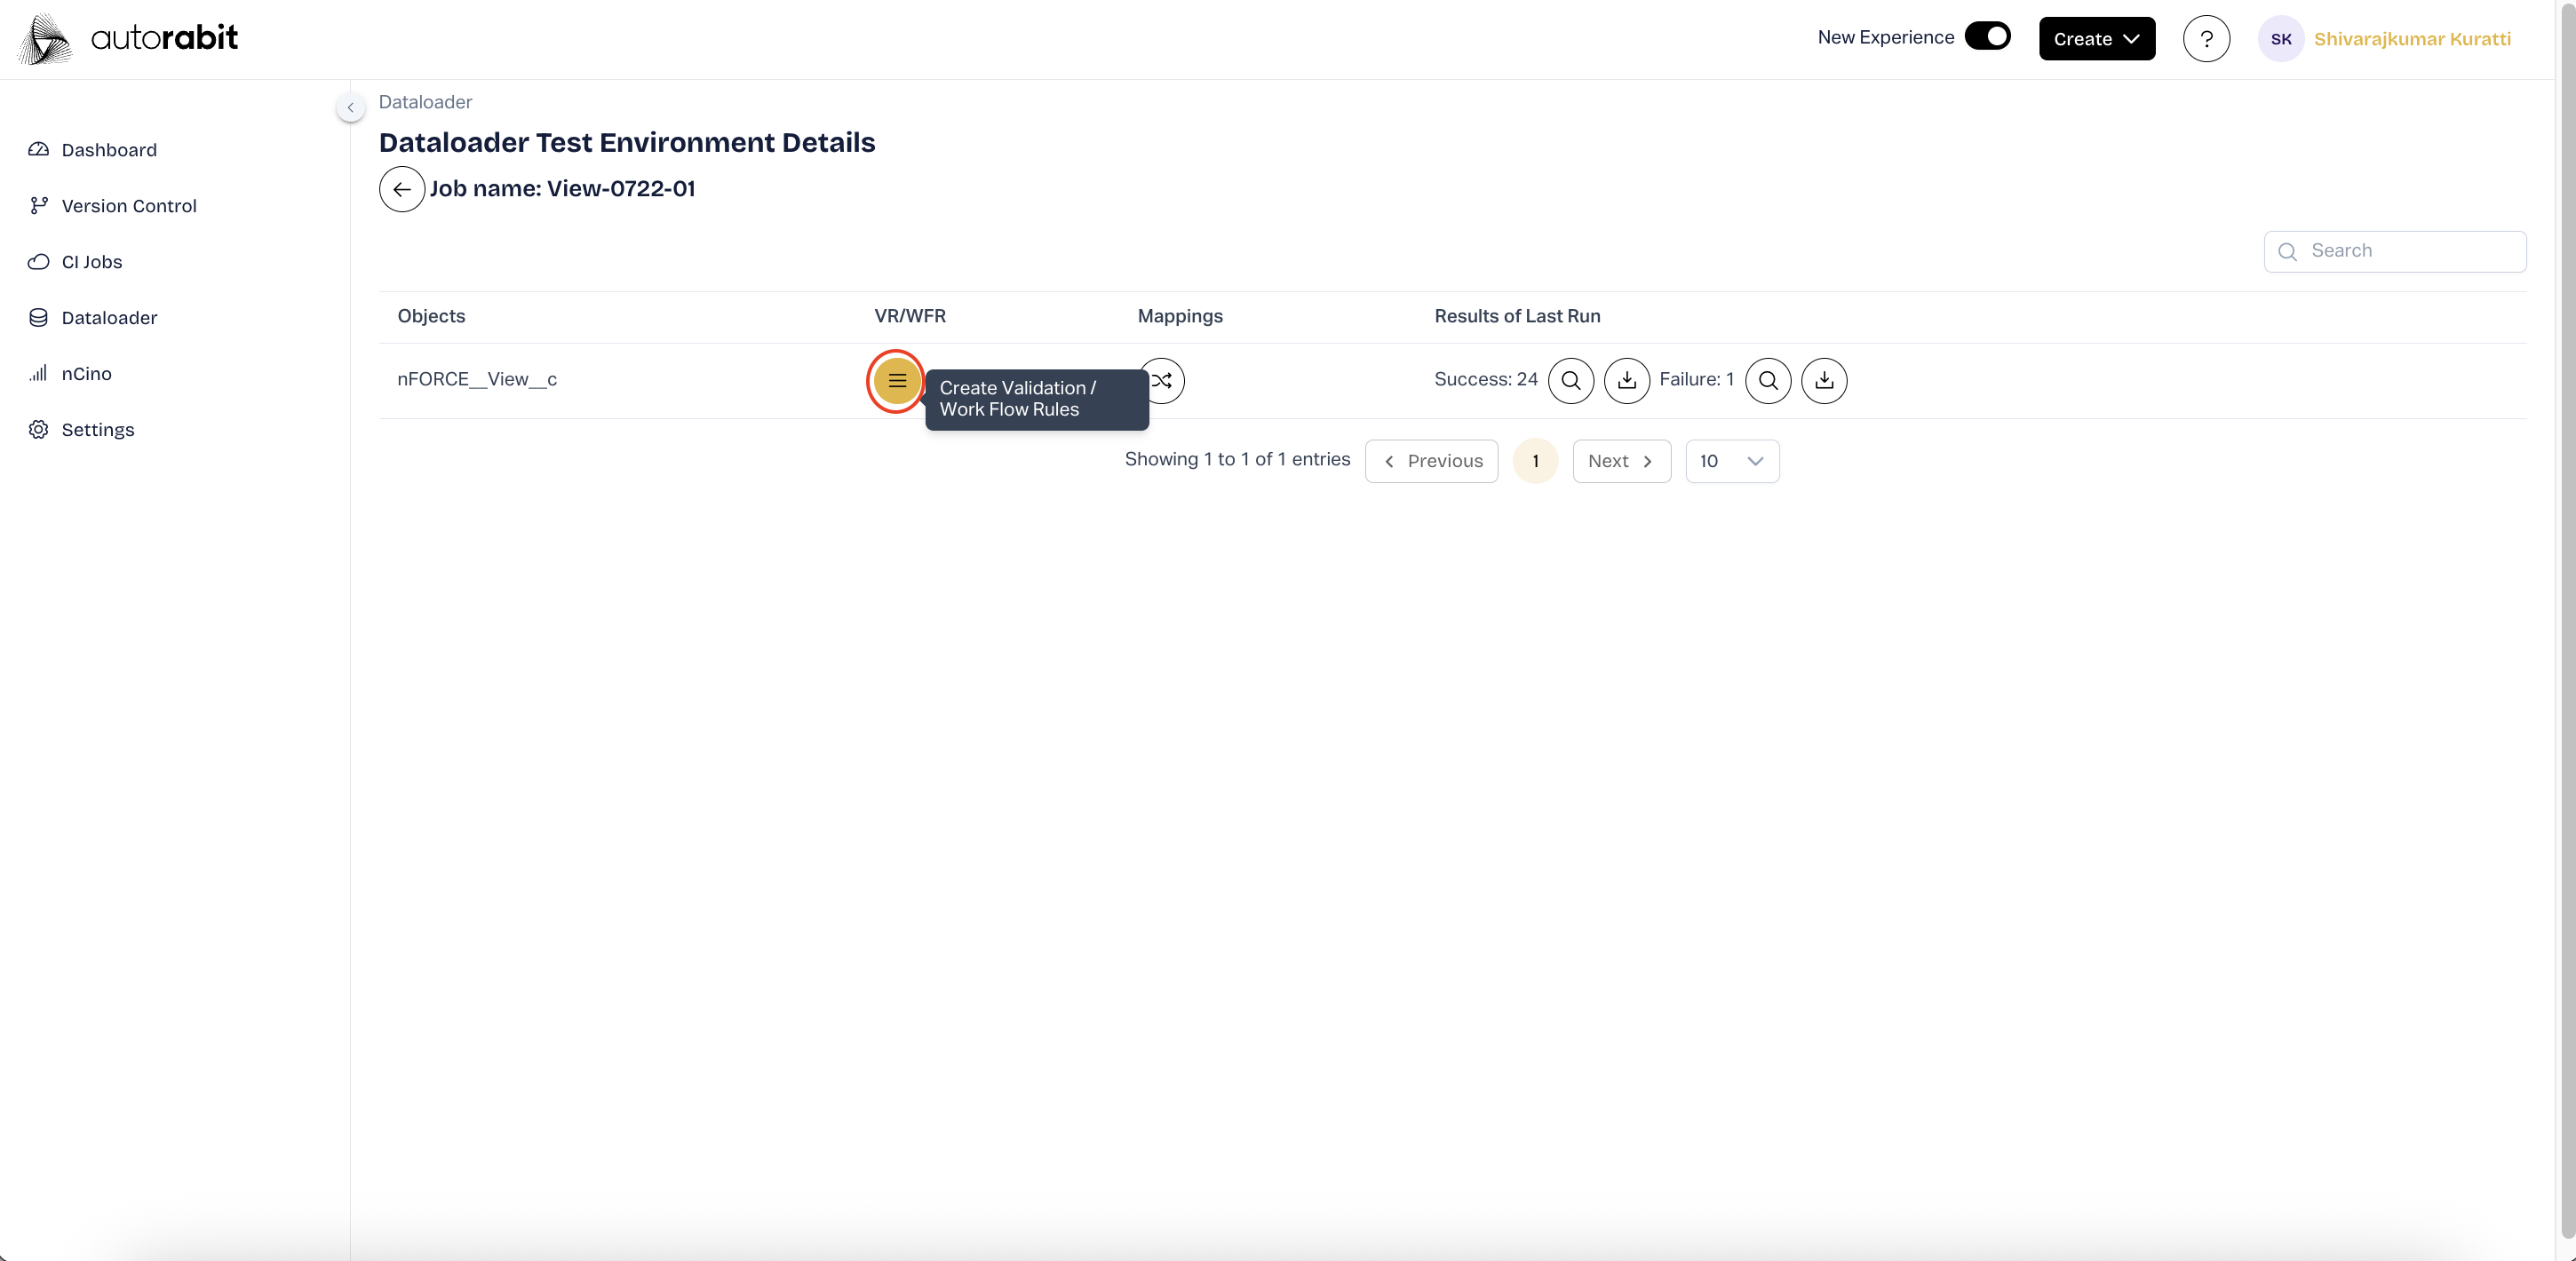 autorabit
New Experience
Create
?
SK
Shivarajkumar Kuratti
Dashboard
Version Control
CI Jobs
Dataloader
nCino
Settings
Dataloader
Dataloader Test Environment Details
Job name: View-0722-01
Search
Objects VR/WFR Mappings Results of Last Run
nFORCE__View__c
Create Validation /
Work Flow Rules
Success: 24 Failure: 1
Showing 1 to 1 of 1 entries Previous 1 Next 10